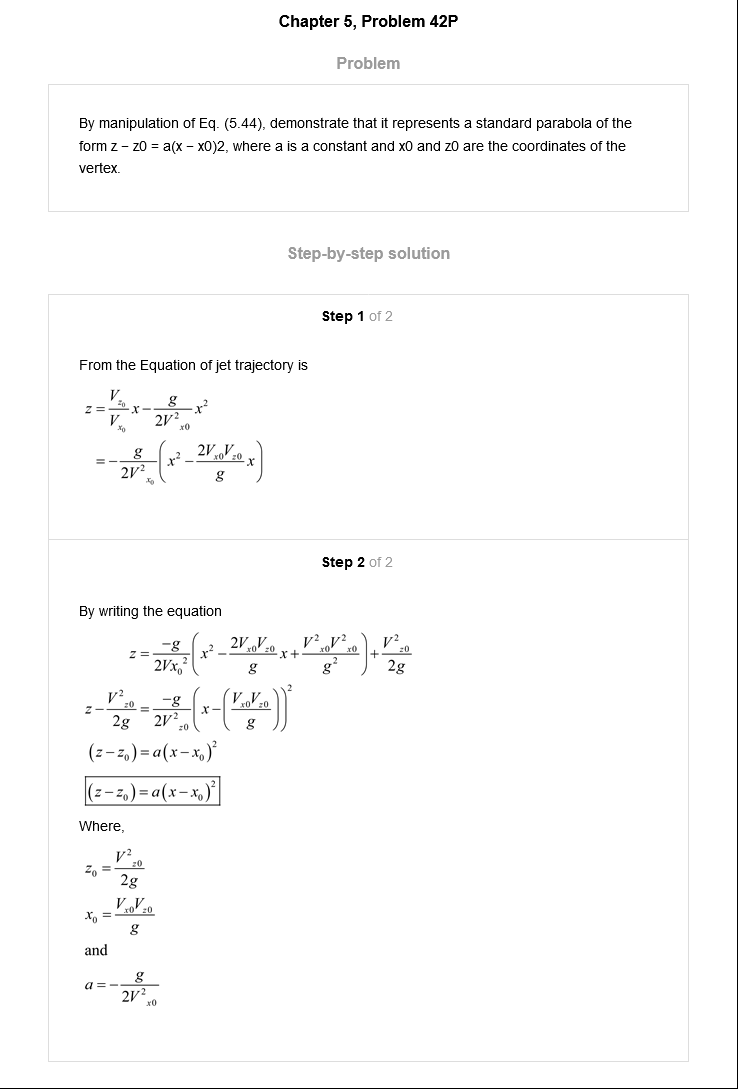 Chapter 5, Problem 42P
Problem
By manipulation of Eq. (5.44), demonstrate that it represents a standard parabola of the
form z − z0 = a(x − x0)2, where a is a constant and x0 and z0 are the coordinates of the
vertex.
Step-by-step solution
Step 1 of 2
From the Equation of jet trajectory is
$z = \frac{V_{z_0}}{V_{x_0}} x - \frac{g}{2V^2_{x0}} x^2$
$= -\frac{g}{2V^2_{x_0}} \left( x^2 - \frac{2V_{x0}V_{z0}}{g} x \right)$
Step 2 of 2
By writing the equation
$z = \frac{-g}{2Vx_0^2} \left( x^2 - \frac{2V_{x0}V_{z0}}{g} x + \frac{V^2_{x0}V^2_{x0}}{g^2} \right) + \frac{V^2_{z0}}{2g}$
$z - \frac{V^2_{z0}}{2g} = \frac{-g}{2V^2_{z0}} \left( x - \left( \frac{V_{x0}V_{z0}}{g} \right) \right)^2$
$(z - z_0) = a(x - x_0)^2$
$(z - z_0) = a(x - x_0)^2$
Where,
$z_0 = \frac{V^2_{z0}}{2g}$
$x_0 = \frac{V_{x0}V_{z0}}{g}$
and
$a = -\frac{g}{2V^2_{x0}}$